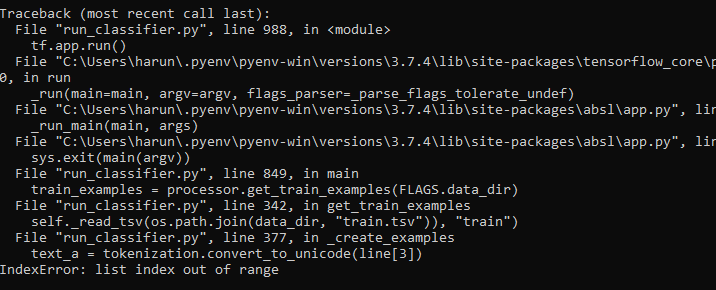 Traceback (most recent call last):
  File "run_classifier.py", line 988, in <module>
    tf.app.run()
  File "C:\Users\harun\.pyenv\pyenv-win\versions\3.7.4\lib\site-packages\tensorflow_core\p
0, in run
    _run(main=main, argv=argv, flags_parser=_parse_flags_tolerate_undef)
  File "C:\Users\harun\.pyenv\pyenv-win\versions\3.7.4\lib\site-packages\absl\app.py", lin
    _run_main(main, args)
  File "C:\Users\harun\.pyenv\pyenv-win\versions\3.7.4\lib\site-packages\absl\app.py", lin
    sys.exit(main(argv))
  File "run_classifier.py", line 849, in main
    train_examples = processor.get_train_examples(FLAGS.data_dir)
  File "run_classifier.py", line 342, in get_train_examples
    self._read_tsv(os.path.join(data_dir, "train.tsv")), "train")
  File "run_classifier.py", line 377, in _create_examples
    text_a = tokenization.convert_to_unicode(line[3])
IndexError: list index out of range